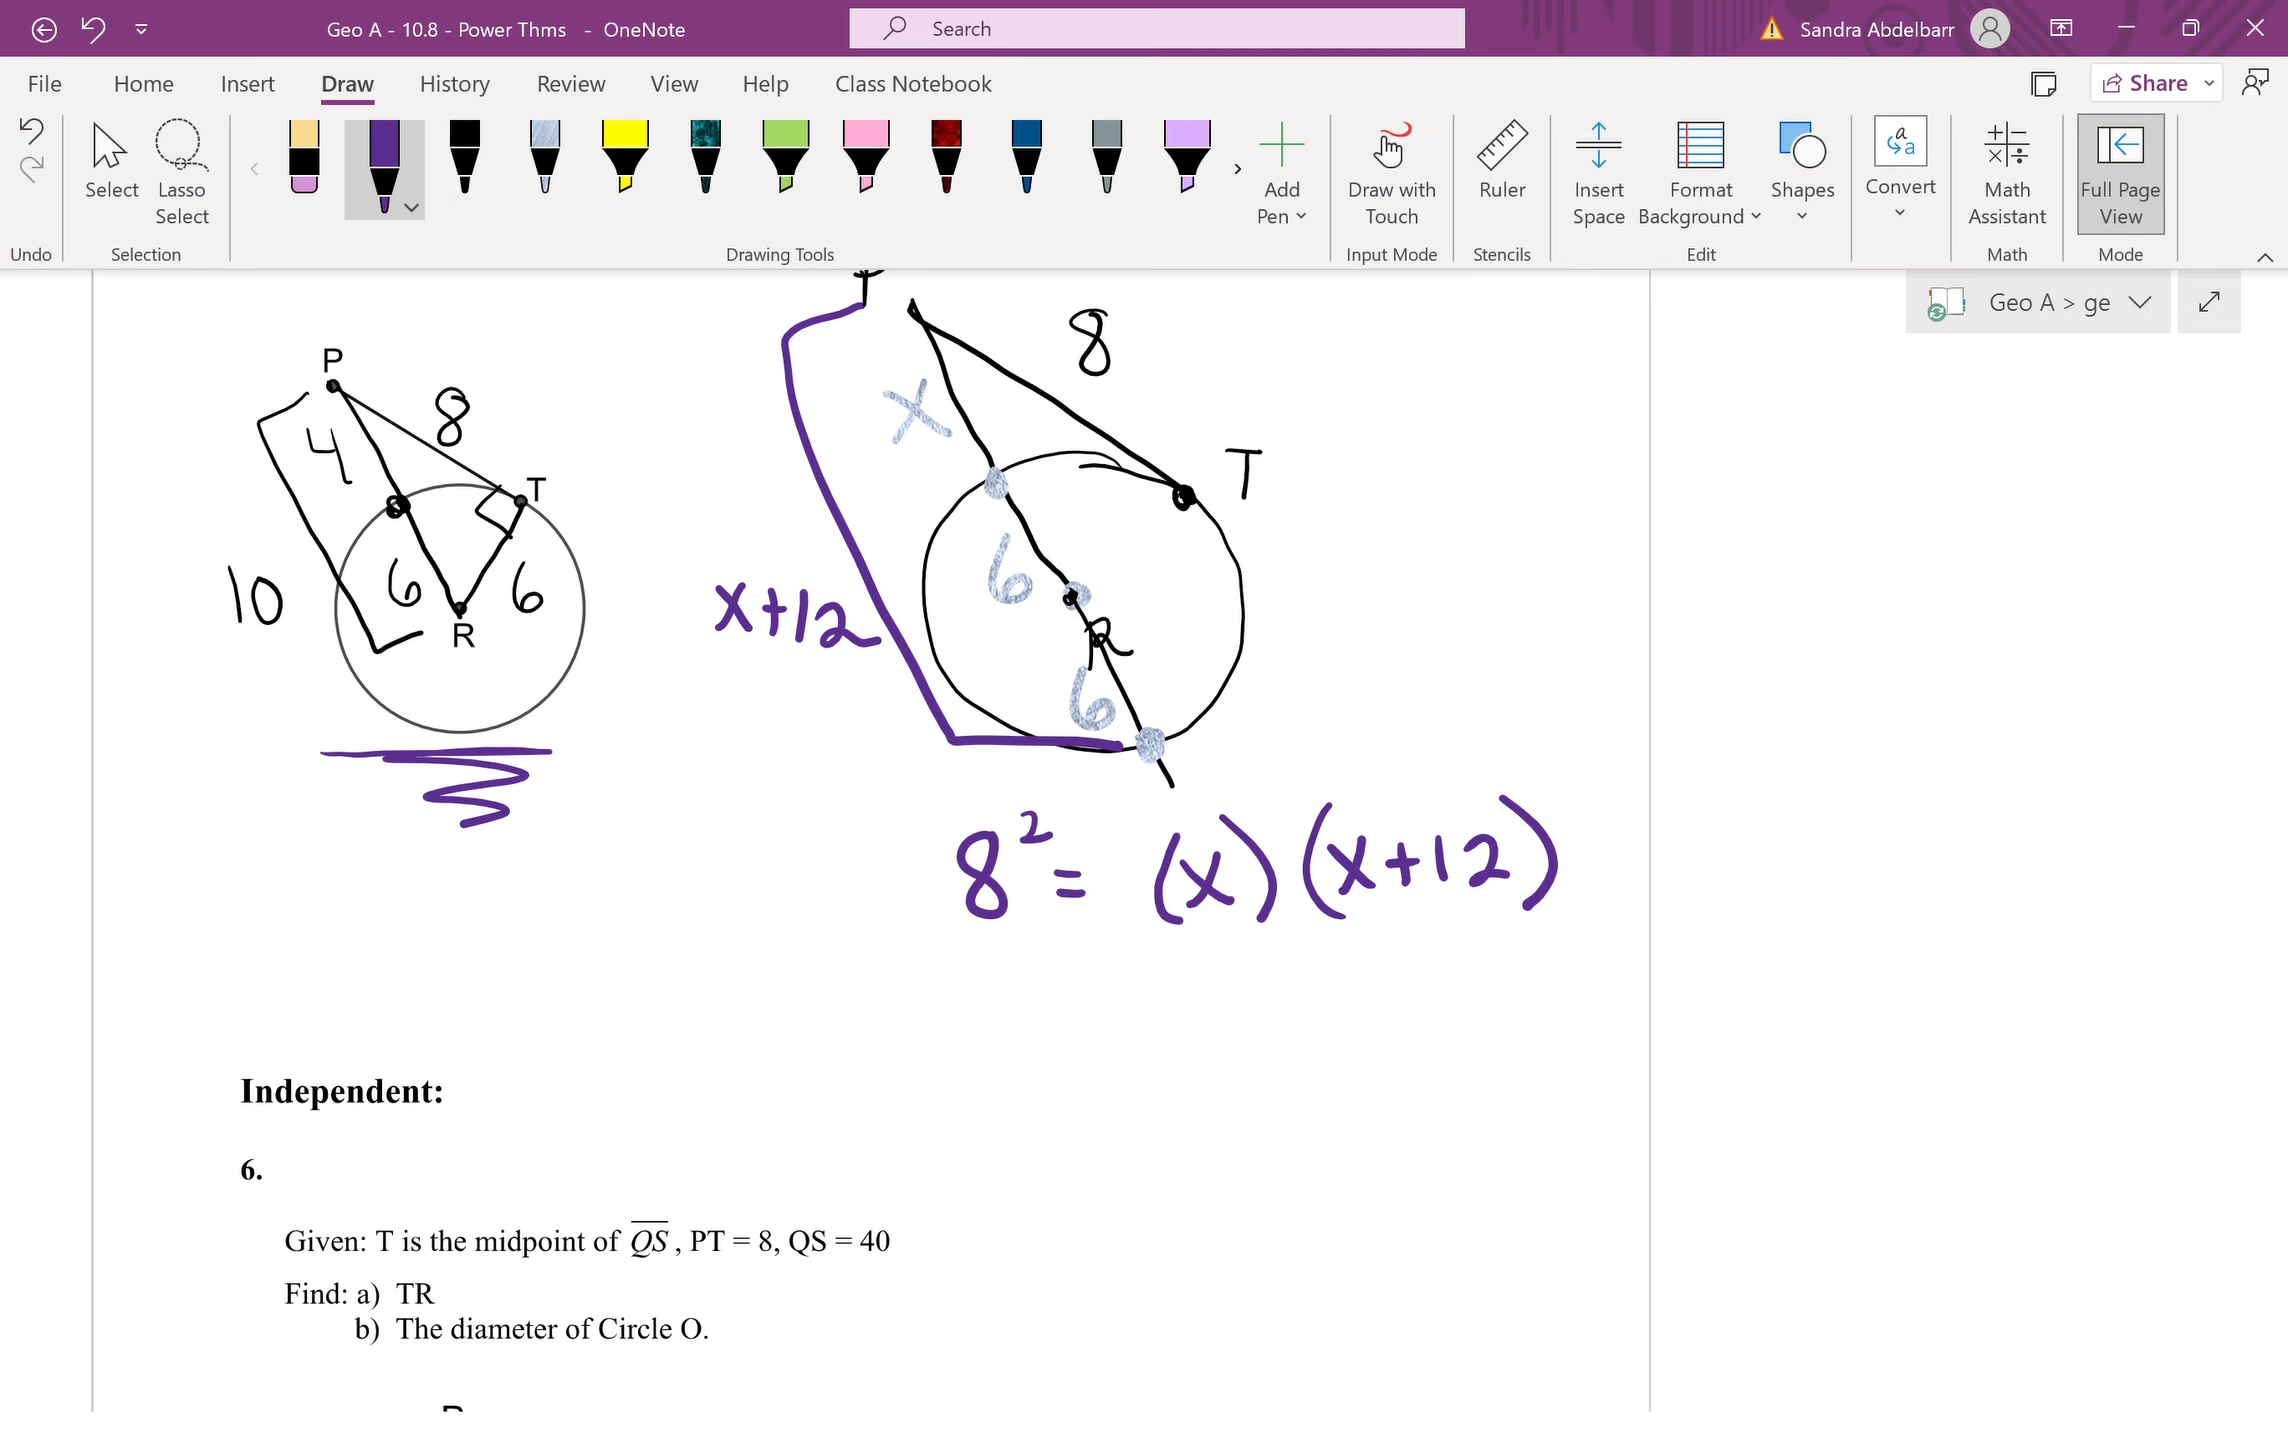 Geo A - 10.8 - Power Thms - OneNote
Search
Sandra Abdelbarr
File Home Insert Draw History Review View Help Class Notebook
Share
Select
Lasso Select
Add Pen
Draw with Touch
Ruler
Insert Space
Format Background
Shapes
Convert
Math Assistant
Full Page View
Undo
Selection
Drawing Tools
Input Mode
Stencils
Edit
Math
Mode
Geo A > ge
P
8
4
T
10
6
6
R
8
x
T
6
x+12
R
6
8² = (x)(x+12)
Independent:
6.
Given: T is the midpoint of Q̅S̅, PT = 8, QS = 40
Find: a) TR
b) The diameter of Circle O.